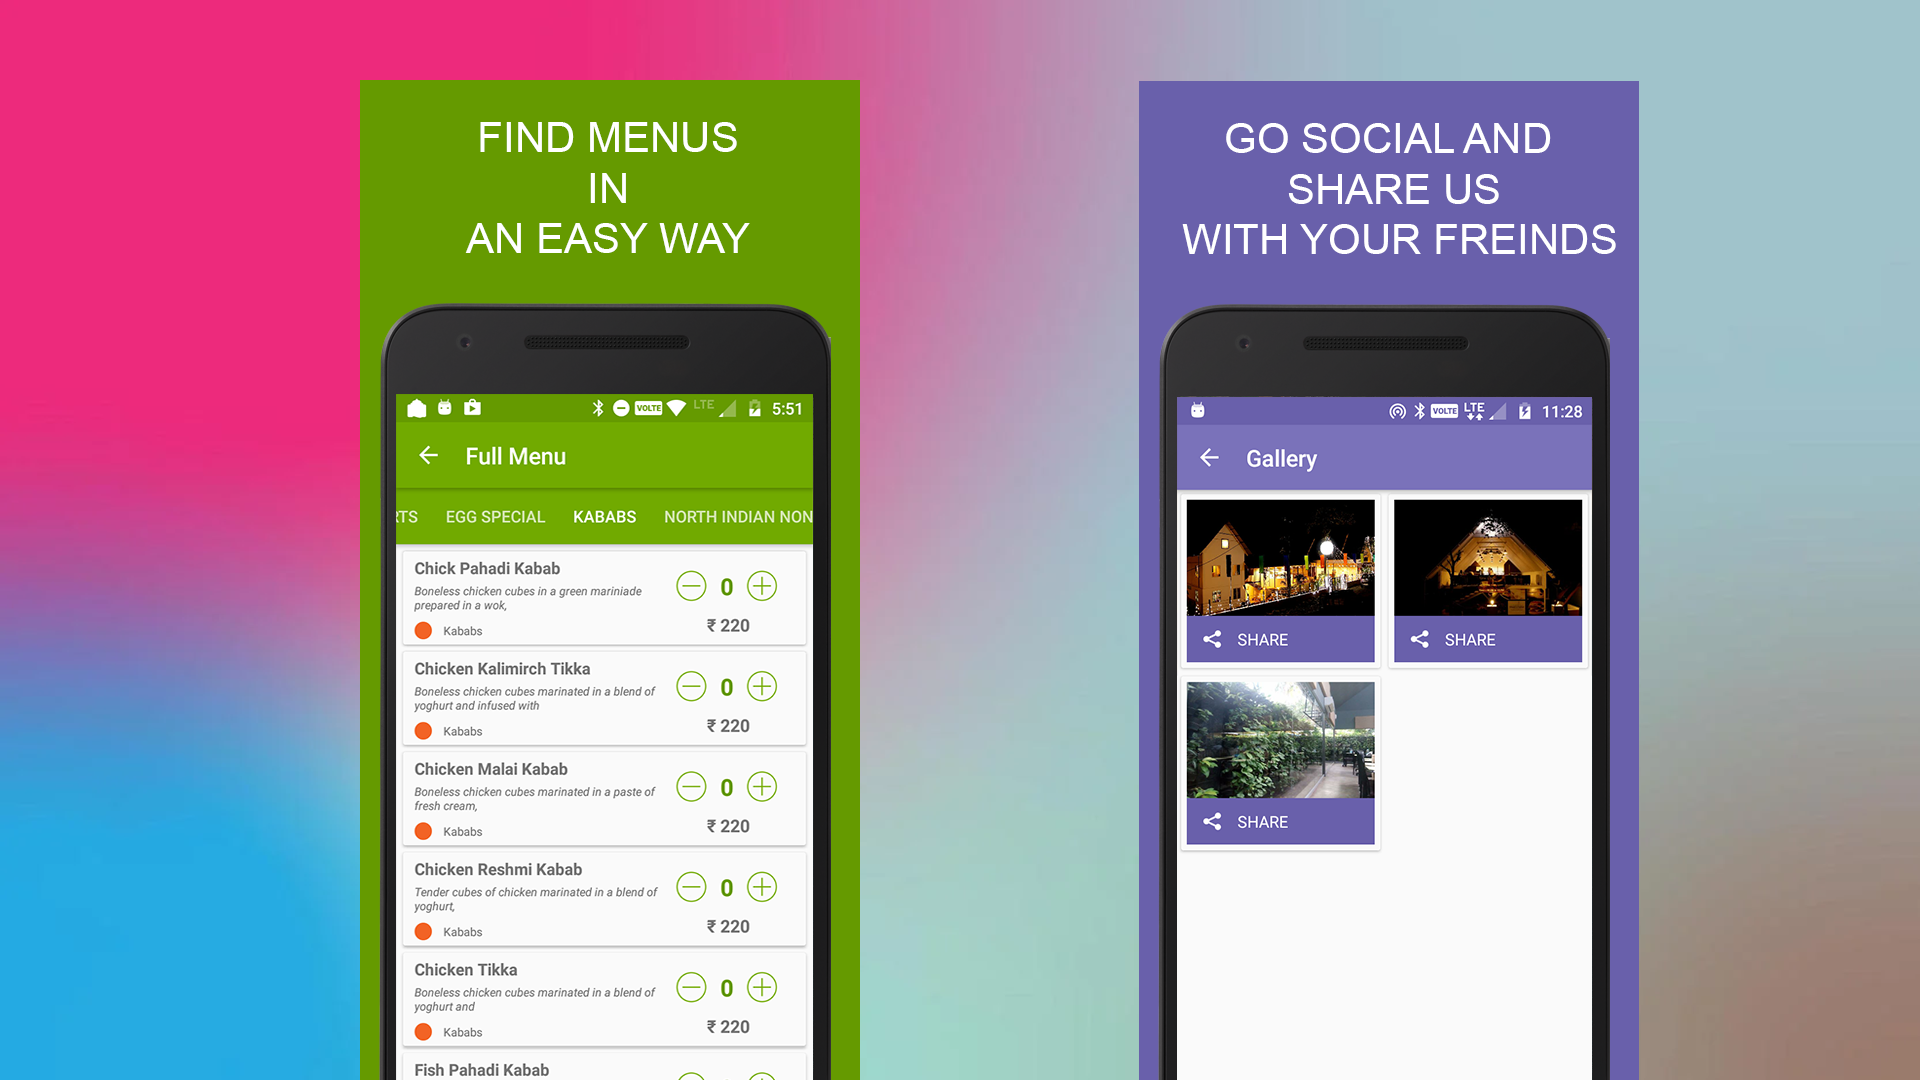 FIND MENUS
IN
AN EASY WAY
VOLTE LTE 5:51
Full Menu
RTS EGG SPECIAL KABABS NORTH INDIAN NON
Chick Pahadi Kabab
Boneless chicken cubes in a green mariniade
prepared in a wok,
0
Kababs
₹ 220
Chicken Kalimirch Tikka
Boneless chicken cubes marinated in a blend of
yoghurt and infused with
0
Kababs
₹ 220
Chicken Malai Kabab
Boneless chicken cubes marinated in a paste of
fresh cream,
0
Kababs
₹ 220
Chicken Reshmi Kabab
Tender cubes of chicken marinated in a blend of
yoghurt,
0
Kababs
₹ 220
Chicken Tikka
Boneless chicken cubes marinated in a blend of
yoghurt and
0
Kababs
₹ 220
Fish Pahadi Kabab
GO SOCIAL AND
SHARE US
WITH YOUR FREINDS
VOLTE LTE 11:28
Gallery
SHARE
SHARE
SHARE